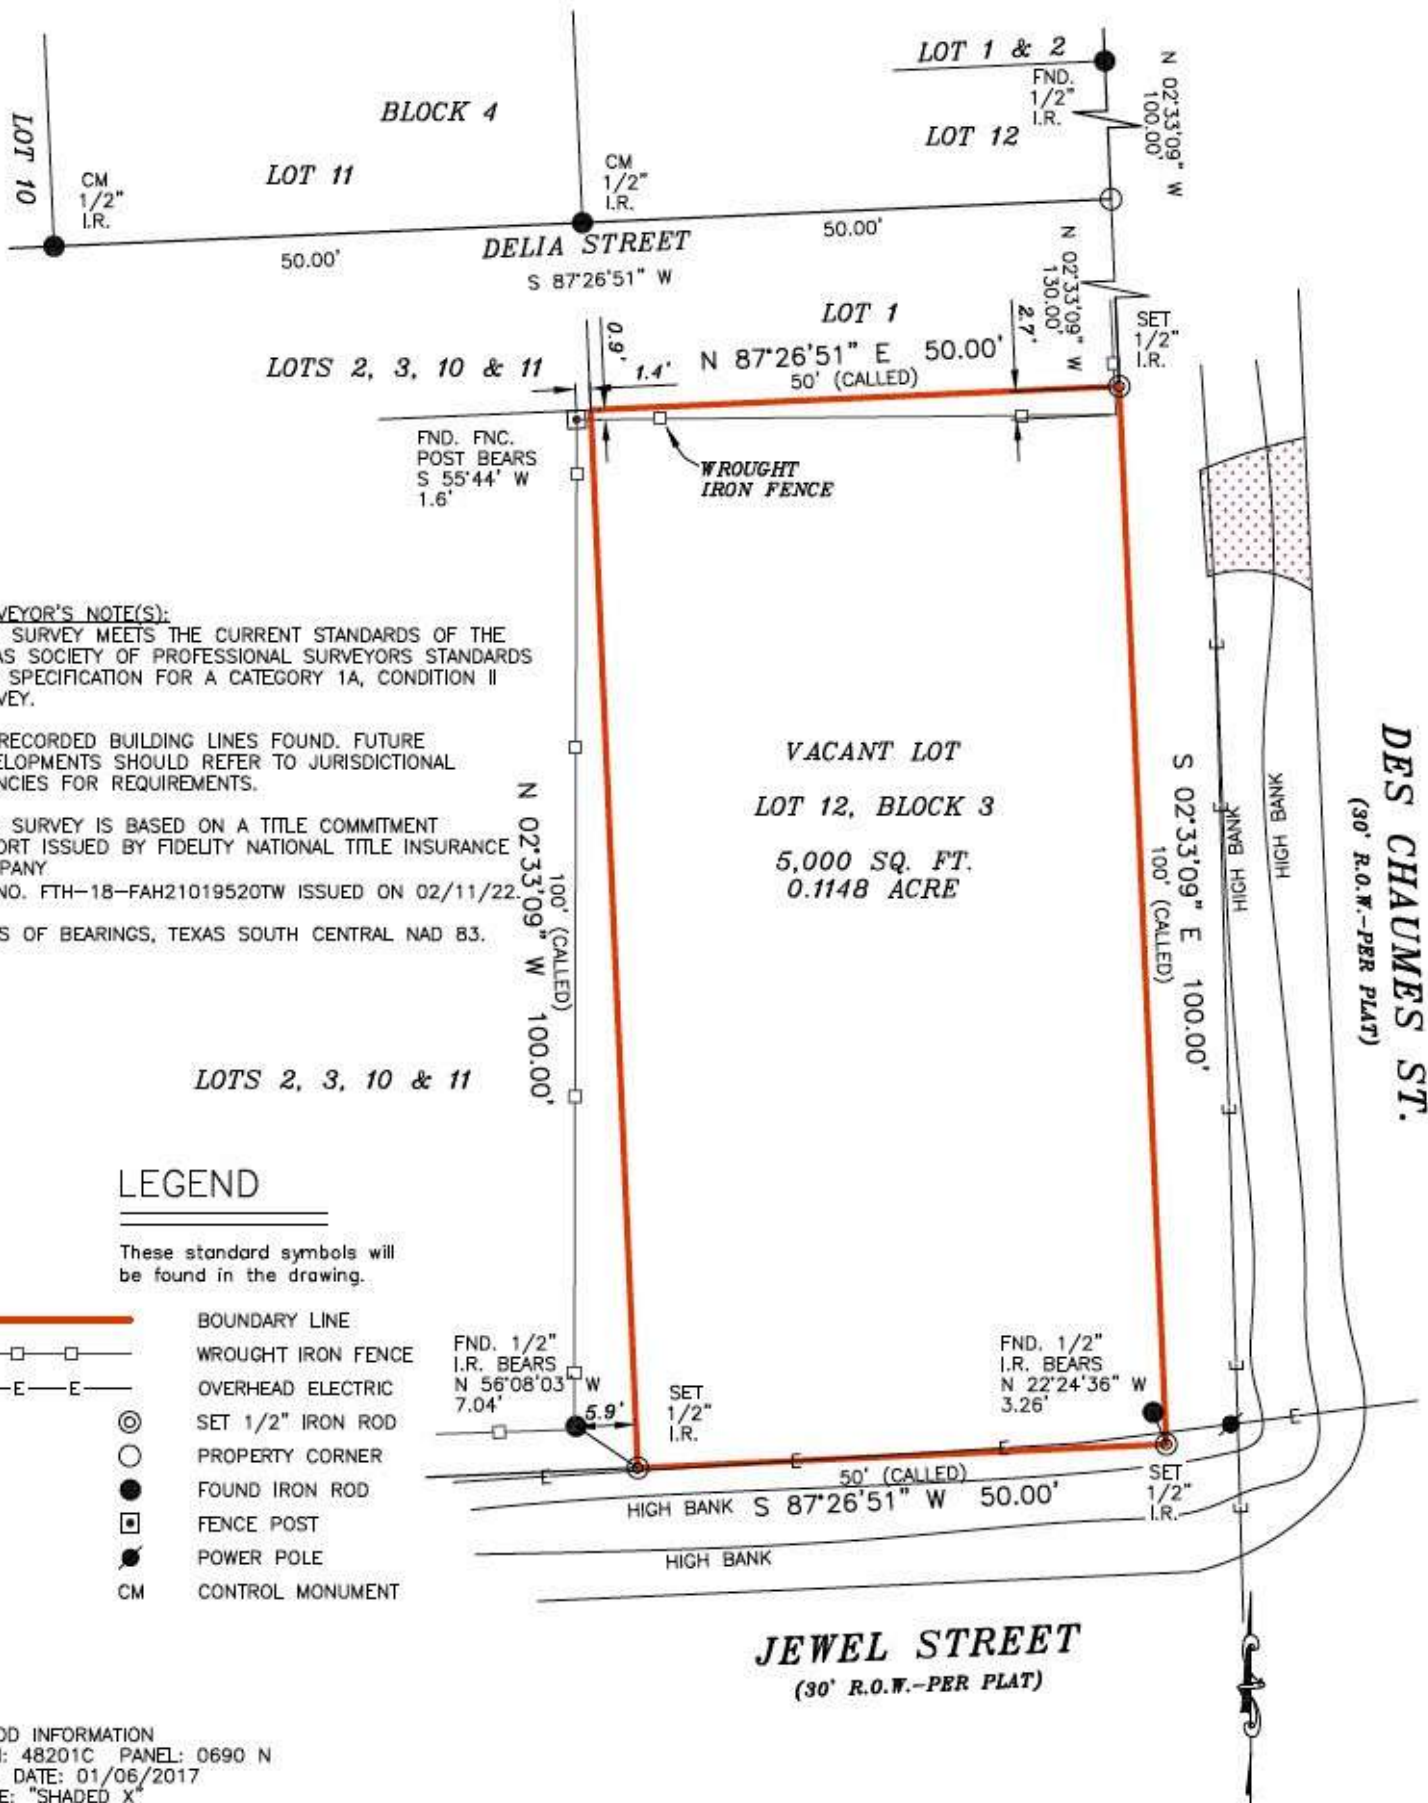 LOT 1 & 2
FND.
1/2"
I.R.
N 02°33'09" W
100.00'
BLOCK 4
LOT 12
LOT 10
CM
1/2"
I.R.
LOT 11
CM
1/2"
I.R.
50.00'
DELIA STREET
S 87°26'51" W
50.00'
N 02°33'09" W
130.00'
LOT 1
SET
1/2"
I.R.
LOTS 2, 3, 10 & 11
0.9'
1.4'
N 87°26'51" E 50.00'
50' (CALLED)
2.7'
FND. FNC.
POST BEARS
S 55°44' W
1.6'
WROUGHT
IRON FENCE
VEYOR'S NOTE(S):
SURVEY MEETS THE CURRENT STANDARDS OF THE
AS SOCIETY OF PROFESSIONAL SURVEYORS STANDARDS
SPECIFICATION FOR A CATEGORY 1A, CONDITION II
VEY.
RECORDED BUILDING LINES FOUND. FUTURE
ELOPMENTS SHOULD REFER TO JURISDICTIONAL
NCIES FOR REQUIREMENTS.
SURVEY IS BASED ON A TITLE COMMITMENT
ORT ISSUED BY FIDELITY NATIONAL TITLE INSURANCE
MPANY
NO. FTH-18-FAH21019520TW ISSUED ON 02/11/22.
S OF BEARINGS, TEXAS SOUTH CENTRAL NAD 83.
N 02°33'09" W 100.00'
100' (CALLED)
VACANT LOT
LOT 12, BLOCK 3
5,000 SQ. FT.
0.1148 ACRE
S 02°33'09" E 100.00'
100' (CALLED)
E
E
E
E
E
HIGH BANK
HIGH BANK
DES CHAUMES ST.
(30' R.O.W.-PER PLAT)
LOTS 2, 3, 10 & 11
LEGEND
These standard symbols will
be found in the drawing.
BOUNDARY LINE
WROUGHT IRON FENCE
E E OVERHEAD ELECTRIC
SET 1/2" IRON ROD
PROPERTY CORNER
FOUND IRON ROD
FENCE POST
POWER POLE
CM CONTROL MONUMENT
FND. 1/2"
I.R. BEARS
N 56°08'03" W
7.04'
5.9'
SET
1/2"
I.R.
FND. 1/2"
I.R. BEARS
N 22°24'36" W
3.26'
E E E E
50' (CALLED)
HIGH BANK S 87°26'51" W 50.00'
SET
1/2"
I.R.
HIGH BANK
JEWEL STREET
(30' R.O.W.-PER PLAT)
OD INFORMATION
: 48201C PANEL: 0690 N
DATE: 01/06/2017
E: "SHADED X"